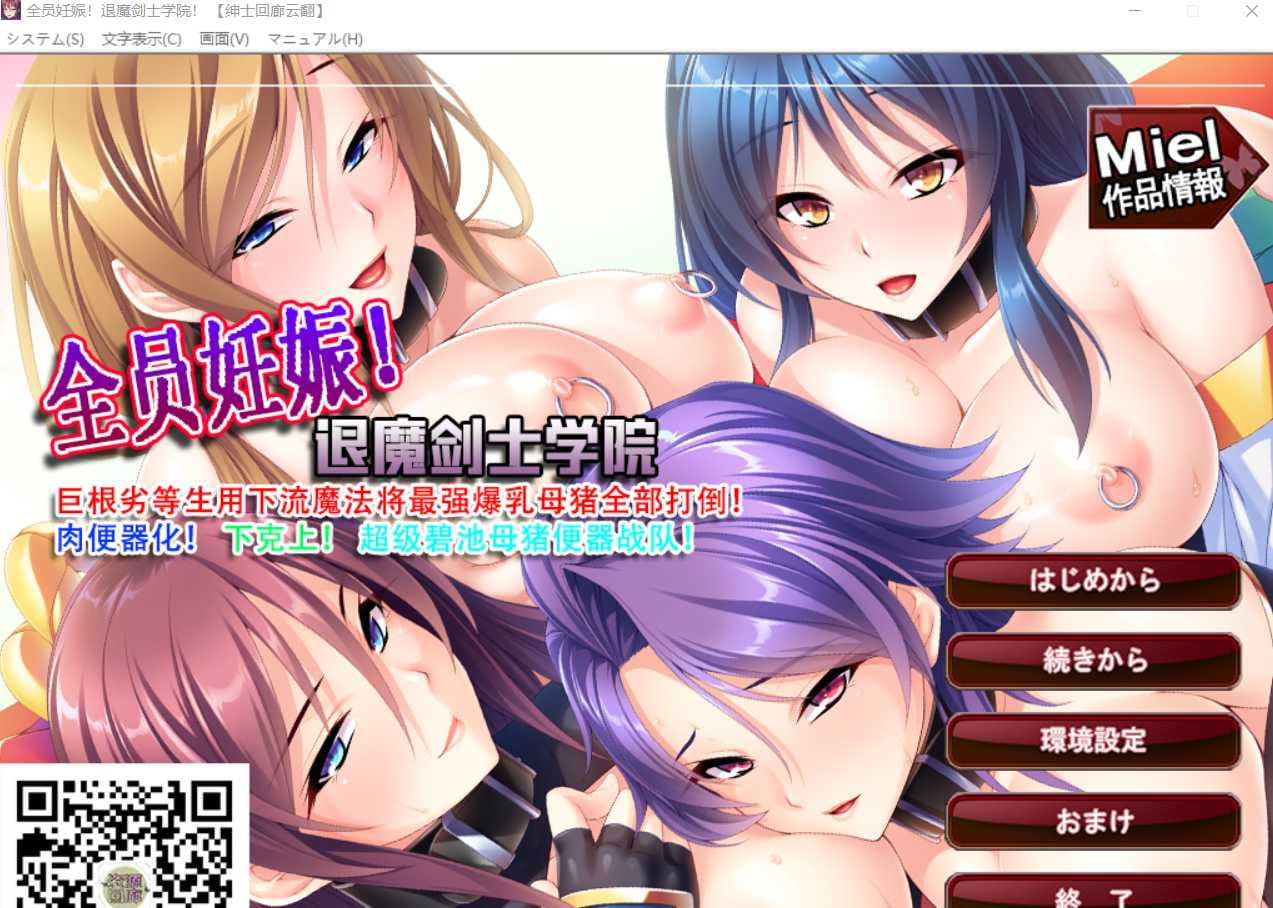 全员妊娠！退魔剑士学院！ 【绅士回廊云翻】
システム(S) 文字表示(C) 画面(V) マニュアル(H)
Miel
作品情報
全员妊娠！
退魔剑士学院
巨根劣等生用下流魔法将最强爆乳母猪全部打倒！
肉便器化！ 下克上！ 超级碧池母猪便器战队！
はじめから
続きから
環境設定
おまけ
終 了